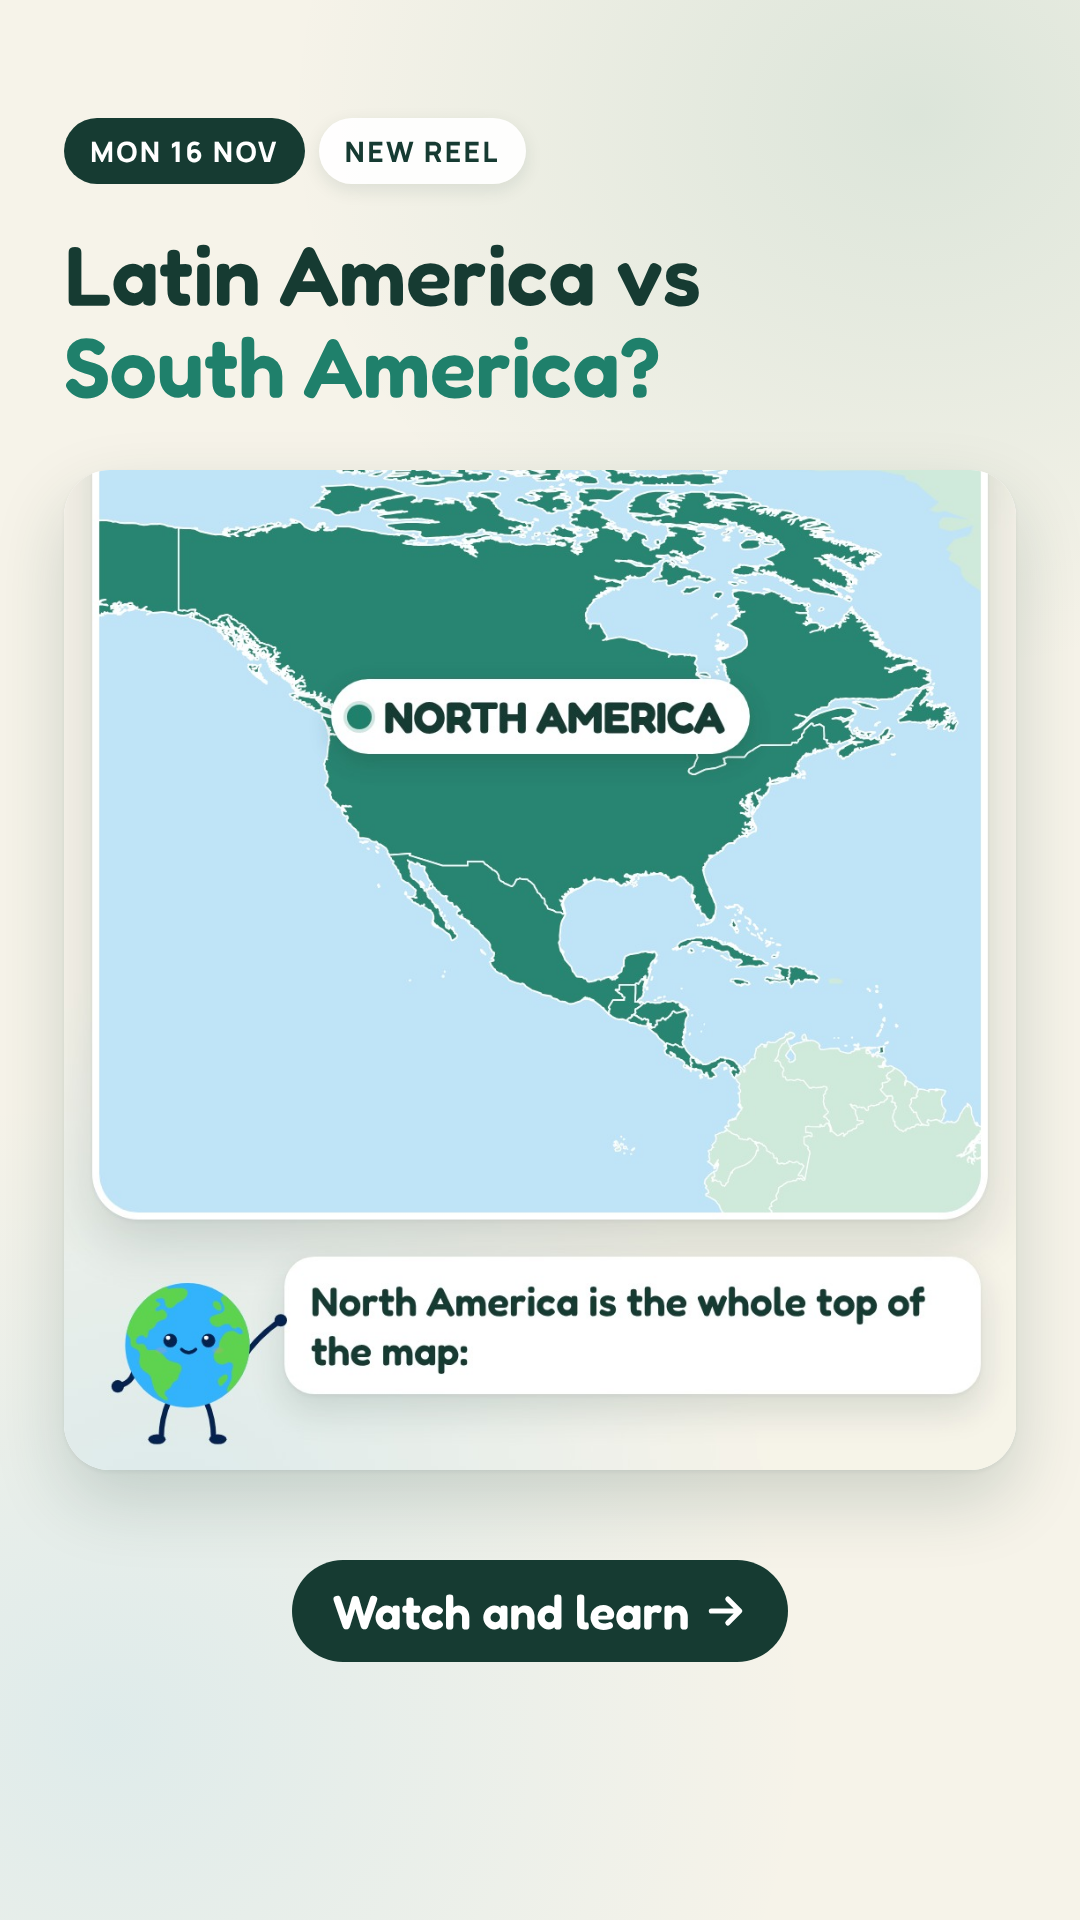 MON 16 NOV
NEW REEL
Latin America vs
South America?
NORTH AMERICA
North America is the whole top of
the map:
Watch and learn →